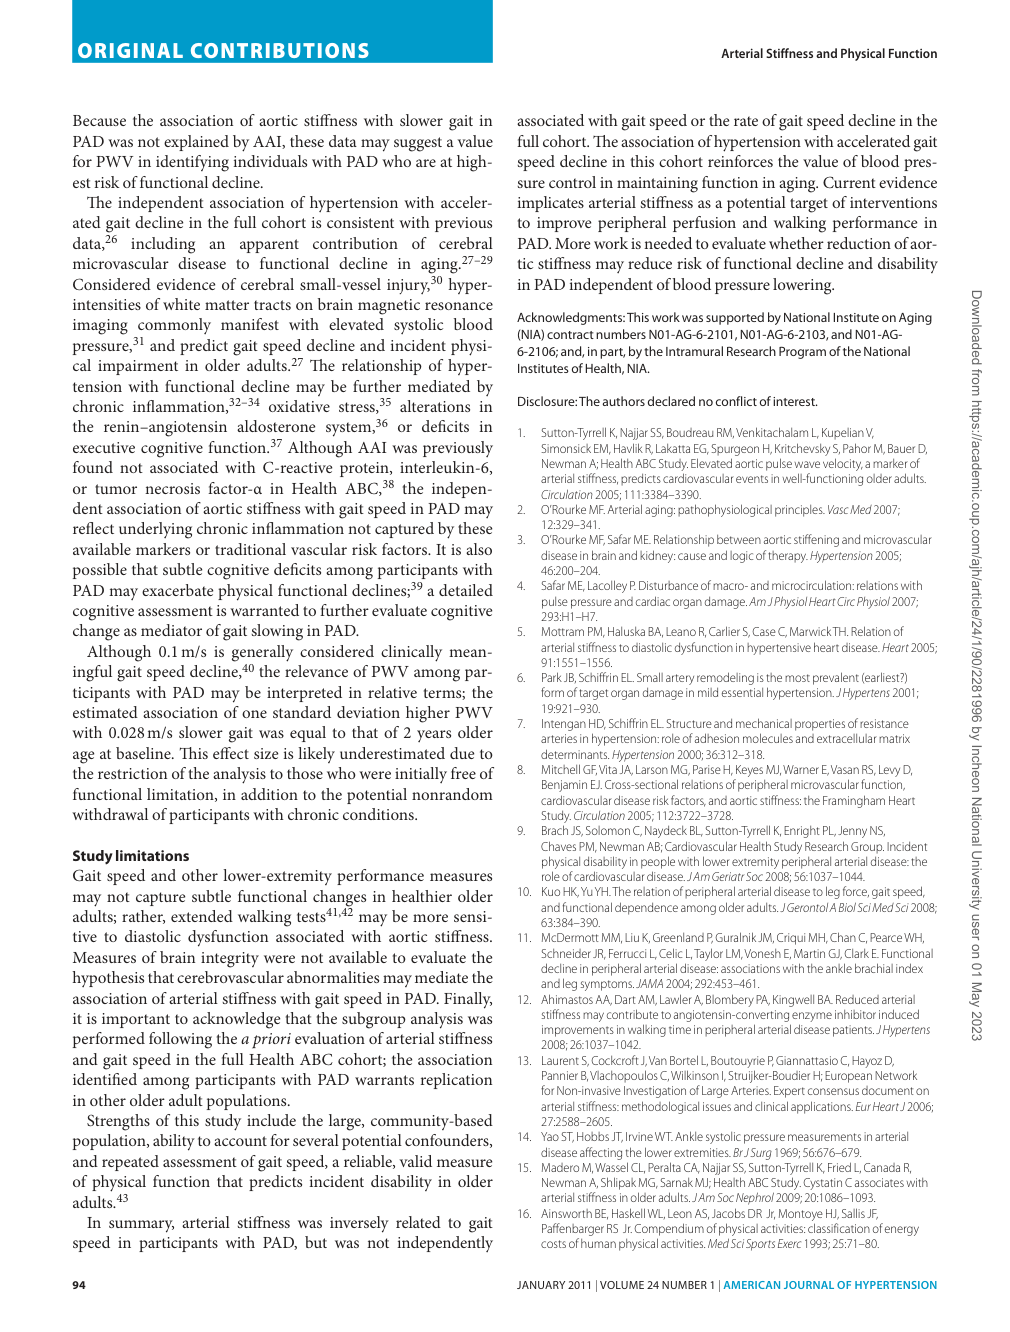 ORIGINAL CONTRIBUTIONS
Arterial Stiffness and Physical Function
Because the association of aortic stiffness with slower gait in
PAD was not explained by AAI, these data may suggest a value
for PWV in identifying individuals with PAD who are at high-
est risk of functional decline.
The independent association of hypertension with acceler-
ated gait decline in the full cohort is consistent with previous
data,26 including an apparent contribution of cerebral
microvascular disease to functional decline in aging.27–29
Considered evidence of cerebral small-vessel injury,30 hyper-
intensities of white matter tracts on brain magnetic resonance
imaging commonly manifest with elevated systolic blood
pressure,31 and predict gait speed decline and incident physi-
cal impairment in older adults.27 The relationship of hyper-
tension with functional decline may be further mediated by
chronic inflammation,32–34 oxidative stress,35 alterations in
the renin–angiotensin aldosterone system,36 or deficits in
executive cognitive function.37 Although AAI was previously
found not associated with C-reactive protein, interleukin-6,
or tumor necrosis factor-α in Health ABC,38 the indepen-
dent association of aortic stiffness with gait speed in PAD may
reflect underlying chronic inflammation not captured by these
available markers or traditional vascular risk factors. It is also
possible that subtle cognitive deficits among participants with
PAD may exacerbate physical functional declines;39 a detailed
cognitive assessment is warranted to further evaluate cognitive
change as mediator of gait slowing in PAD.
Although 0.1 m/s is generally considered clinically mean-
ingful gait speed decline,40 the relevance of PWV among par-
ticipants with PAD may be interpreted in relative terms; the
estimated association of one standard deviation higher PWV
with 0.028 m/s slower gait was equal to that of 2 years older
age at baseline. This effect size is likely underestimated due to
the restriction of the analysis to those who were initially free of
functional limitation, in addition to the potential nonrandom
withdrawal of participants with chronic conditions.
Study limitations
Gait speed and other lower-extremity performance measures
may not capture subtle functional changes in healthier older
adults; rather, extended walking tests41,42 may be more sensi-
tive to diastolic dysfunction associated with aortic stiffness.
Measures of brain integrity were not available to evaluate the
hypothesis that cerebrovascular abnormalities may mediate the
association of arterial stiffness with gait speed in PAD. Finally,
it is important to acknowledge that the subgroup analysis was
performed following the a priori evaluation of arterial stiffness
and gait speed in the full Health ABC cohort; the association
identified among participants with PAD warrants replication
in other older adult populations.
Strengths of this study include the large, community-based
population, ability to account for several potential confounders,
and repeated assessment of gait speed, a reliable, valid measure
of physical function that predicts incident disability in older
adults.43
In summary, arterial stiffness was inversely related to gait
speed in participants with PAD, but was not independently
associated with gait speed or the rate of gait speed decline in the
full cohort. The association of hypertension with accelerated gait
speed decline in this cohort reinforces the value of blood pres-
sure control in maintaining function in aging. Current evidence
implicates arterial stiffness as a potential target of interventions
to improve peripheral perfusion and walking performance in
PAD. More work is needed to evaluate whether reduction of aor-
tic stiffness may reduce risk of functional decline and disability
in PAD independent of blood pressure lowering.
Acknowledgments: This work was supported by National Institute on Aging
(NIA) contract numbers N01-AG-6-2101, N01-AG-6-2103, and N01-AG-
6-2106; and, in part, by the Intramural Research Program of the National
Institutes of Health, NIA.
Disclosure: The authors declared no conflict of interest.
1. Sutton-Tyrrell K, Najjar SS, Boudreau RM, Venkitachalam L, Kupelian V,
Simonsick EM, Havlik R, Lakatta EG, Spurgeon H, Kritchevsky S, Pahor M, Bauer D,
Newman A; Health ABC Study. Elevated aortic pulse wave velocity, a marker of
arterial stiffness, predicts cardiovascular events in well-functioning older adults.
Circulation 2005; 111:3384–3390.
2. O'Rourke MF. Arterial aging: pathophysiological principles. Vasc Med 2007;
12:329–341.
3. O'Rourke MF, Safar ME. Relationship between aortic stiffening and microvascular
disease in brain and kidney: cause and logic of therapy. Hypertension 2005;
46:200–204.
4. Safar ME, Lacolley P. Disturbance of macro- and microcirculation: relations with
pulse pressure and cardiac organ damage. Am J Physiol Heart Circ Physiol 2007;
293:H1–H7.
5. Mottram PM, Haluska BA, Leano R, Carlier S, Case C, Marwick TH. Relation of
arterial stiffness to diastolic dysfunction in hypertensive heart disease. Heart 2005;
91:1551–1556.
6. Park JB, Schiffrin EL. Small artery remodeling is the most prevalent (earliest?)
form of target organ damage in mild essential hypertension. J Hypertens 2001;
19:921–930.
7. Intengan HD, Schiffrin EL. Structure and mechanical properties of resistance
arteries in hypertension: role of adhesion molecules and extracellular matrix
determinants. Hypertension 2000; 36:312–318.
8. Mitchell GF, Vita JA, Larson MG, Parise H, Keyes MJ, Warner E, Vasan RS, Levy D,
Benjamin EJ. Cross-sectional relations of peripheral microvascular function,
cardiovascular disease risk factors, and aortic stiffness: the Framingham Heart
Study. Circulation 2005; 112:3722–3728.
9. Brach JS, Solomon C, Naydeck BL, Sutton-Tyrrell K, Enright PL, Jenny NS,
Chaves PM, Newman AB; Cardiovascular Health Study Research Group. Incident
physical disability in people with lower extremity peripheral arterial disease: the
role of cardiovascular disease. J Am Geriatr Soc 2008; 56:1037–1044.
10. Kuo HK, Yu YH. The relation of peripheral arterial disease to leg force, gait speed,
and functional dependence among older adults. J Gerontol A Biol Sci Med Sci 2008;
63:384–390.
11. McDermott MM, Liu K, Greenland P, Guralnik JM, Criqui MH, Chan C, Pearce WH,
Schneider JR, Ferrucci L, Celic L, Taylor LM, Vonesh E, Martin GJ, Clark E. Functional
decline in peripheral arterial disease: associations with the ankle brachial index
and leg symptoms. JAMA 2004; 292:453–461.
12. Ahimastos AA, Dart AM, Lawler A, Blombery PA, Kingwell BA. Reduced arterial
stiffness may contribute to angiotensin-converting enzyme inhibitor induced
improvements in walking time in peripheral arterial disease patients. J Hypertens
2008; 26:1037–1042.
13. Laurent S, Cockcroft J, Van Bortel L, Boutouyrie P, Giannattasio C, Hayoz D,
Pannier B, Vlachopoulos C, Wilkinson I, Struijker-Boudier H; European Network
for Non-invasive Investigation of Large Arteries. Expert consensus document on
arterial stiffness: methodological issues and clinical applications. Eur Heart J 2006;
27:2588–2605.
14. Yao ST, Hobbs JT, Irvine WT. Ankle systolic pressure measurements in arterial
disease affecting the lower extremities. Br J Surg 1969; 56:676–679.
15. Madero M, Wassel CL, Peralta CA, Najjar SS, Sutton-Tyrrell K, Fried L, Canada R,
Newman A, Shlipak MG, Sarnak MJ; Health ABC Study. Cystatin C associates with
arterial stiffness in older adults. J Am Soc Nephrol 2009; 20:1086–1093.
16. Ainsworth BE, Haskell WL, Leon AS, Jacobs DR Jr, Montoye HJ, Sallis JF,
Paffenbarger RS Jr. Compendium of physical activities: classification of energy
costs of human physical activities. Med Sci Sports Exerc 1993; 25:71–80.
Downloaded from https://academic.oup.com/ajh/article/24/1/90/2281996 by Incheon National University user on 01 May 2023
94
JANUARY 2011 | VOLUME 24 NUMBER 1 | AMERICAN JOURNAL OF HYPERTENSION